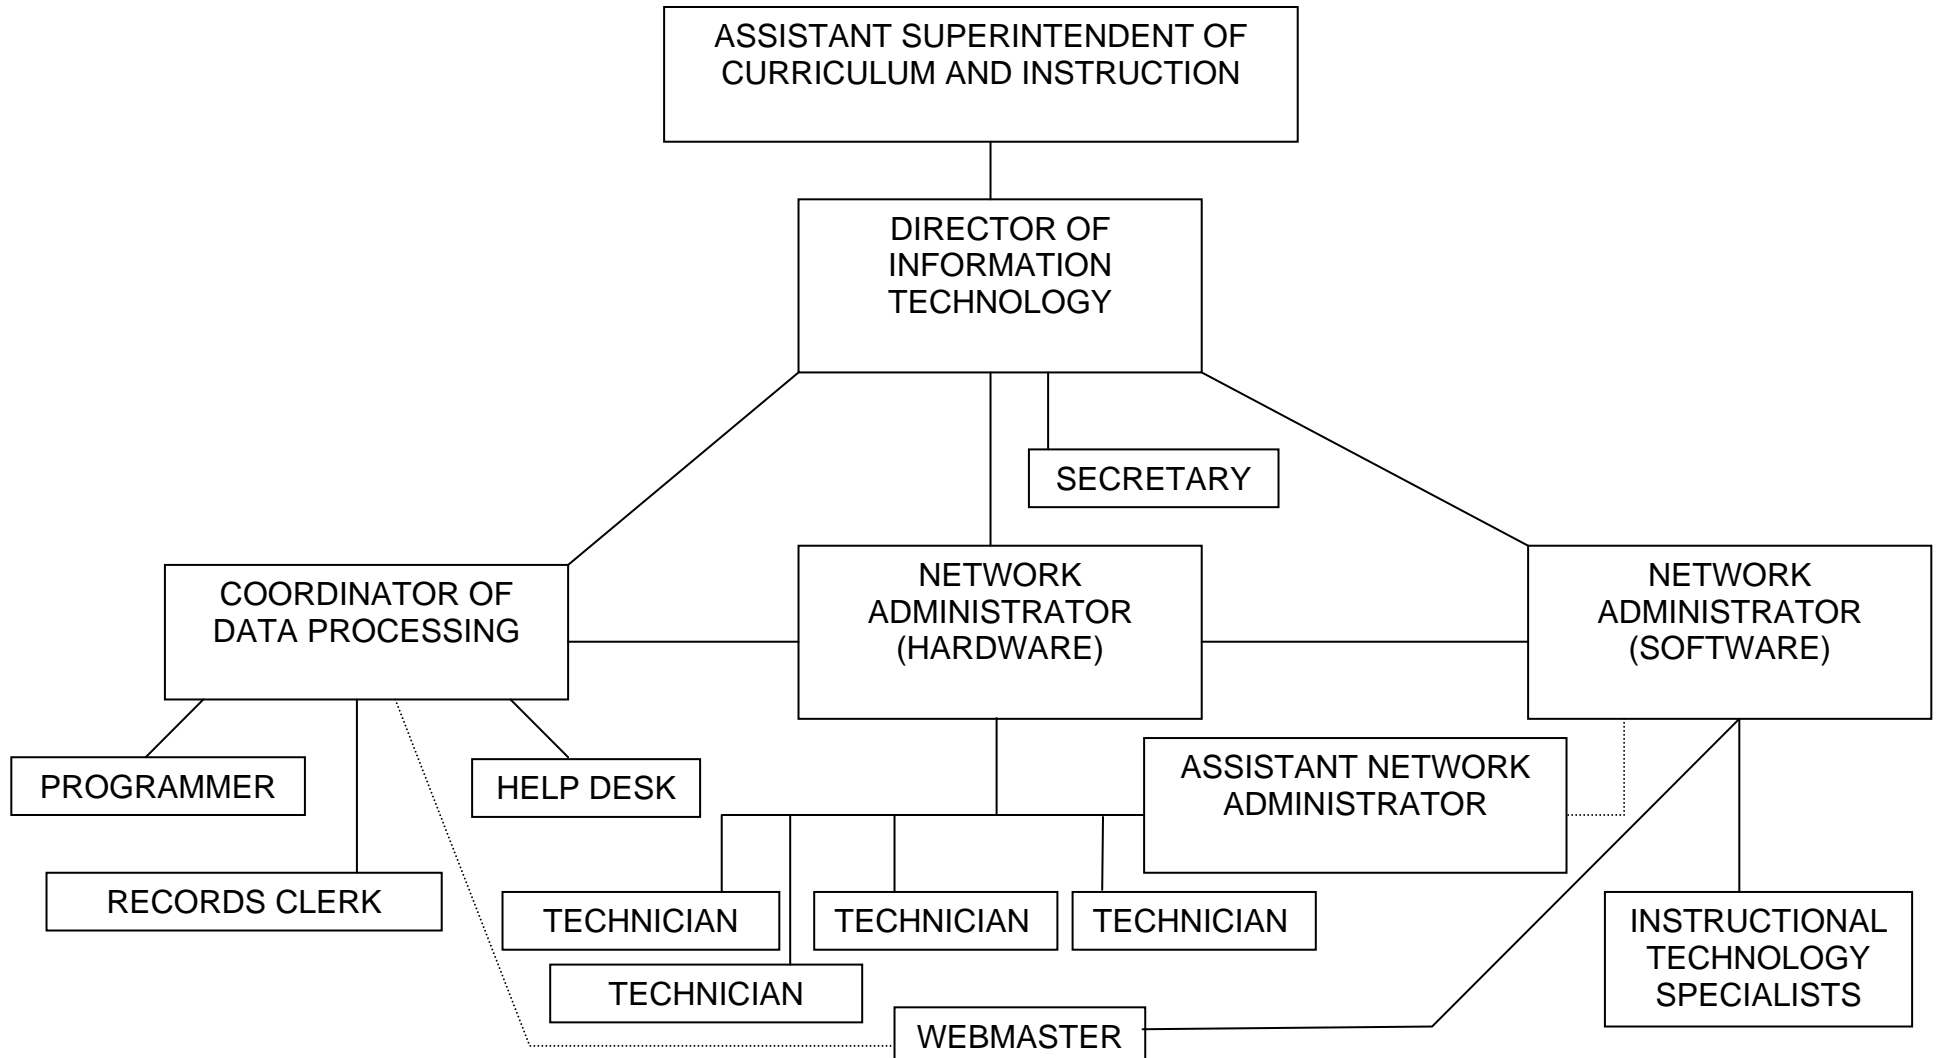 ASSISTANT SUPERINTENDENT OF
CURRICULUM AND INSTRUCTION
DIRECTOR OF
INFORMATION
TECHNOLOGY
SECRETARY
COORDINATOR OF
DATA PROCESSING
NETWORK
ADMINISTRATOR
(HARDWARE)
NETWORK
ADMINISTRATOR
(SOFTWARE)
PROGRAMMER
HELP DESK
RECORDS CLERK
ASSISTANT NETWORK
ADMINISTRATOR
TECHNICIAN
TECHNICIAN
TECHNICIAN
TECHNICIAN
INSTRUCTIONAL
TECHNOLOGY
SPECIALISTS
WEBMASTER